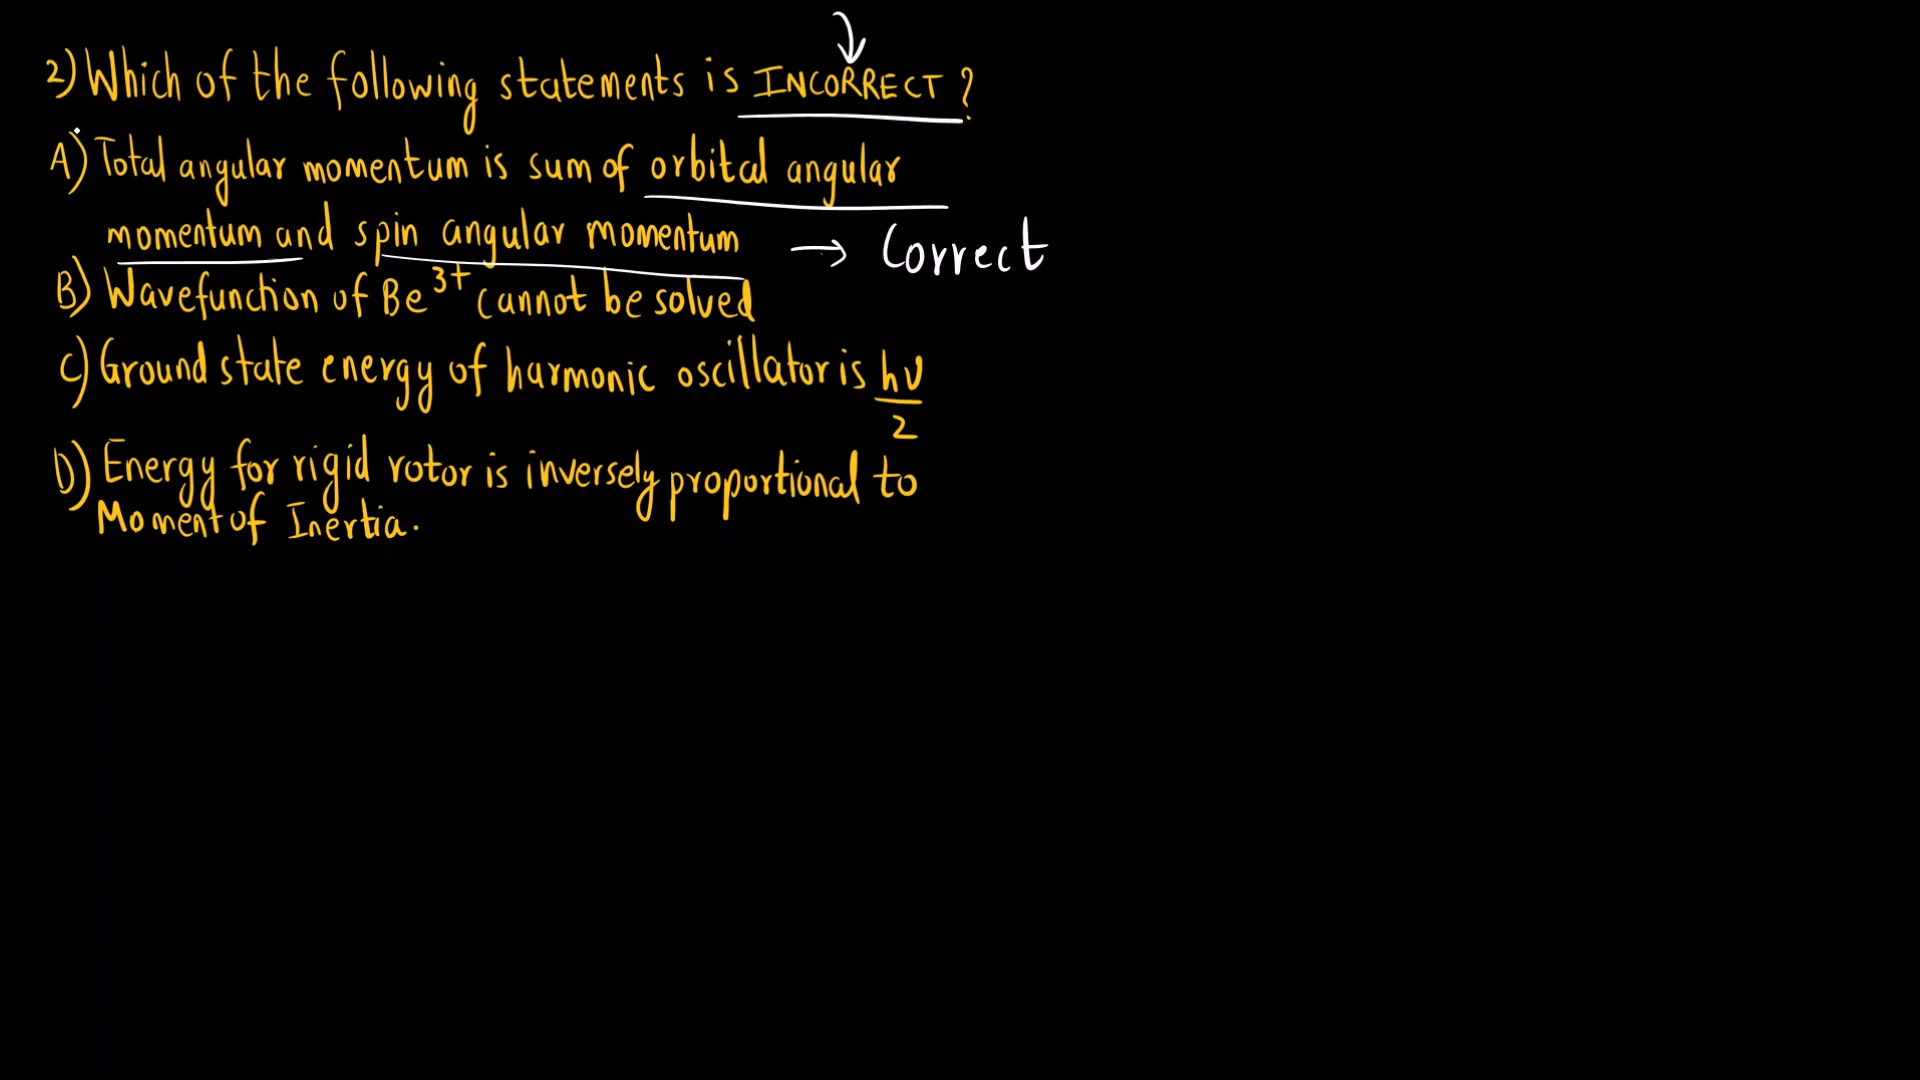 2) Which of the following statements is INCORRECT?
A) Total angular momentum is sum of orbital angular
momentum and spin angular momentum → Correct
B) Wavefunction of Be³⁺ cannot be solved
C) Ground state energy of harmonic oscillator is hν/2
D) Energy for rigid rotor is inversely proportional to
Moment of Inertia.